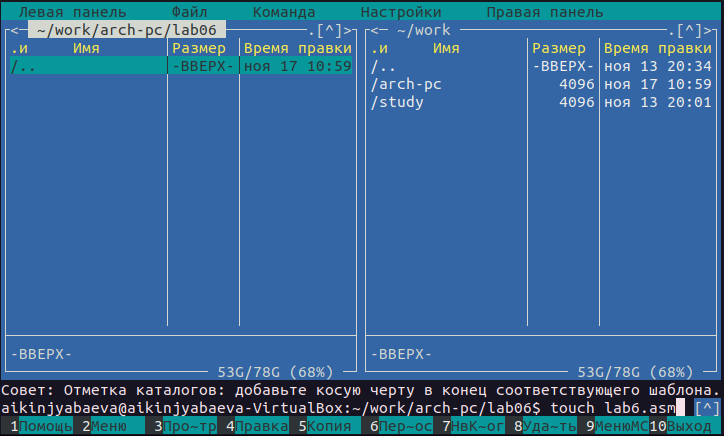 Левая панель Файл Команда Настройки Правая панель
<─ ~/work/arch-pc/lab06 ─.[^]> <─ ~/work ─.[^]>
.и Имя Размер Время правки .и Имя Размер Время правки
/.. -ВВЕРХ- ноя 17 10:59 /.. -ВВЕРХ- ноя 13 20:34
/arch-pc 4096 ноя 17 10:59
/study 4096 ноя 13 20:01
-ВВЕРХ- -ВВЕРХ-
53G/78G (68%) 53G/78G (68%)
Совет: Отметка каталогов: добавьте косую черту в конец соответствующего шаблона.
aikinjyabaeva@aikinjyabaeva-VirtualBox:~/work/arch-pc/lab06$ touch lab6.asm [^]
1Помощь 2Меню 3Про~тр 4Правка 5Копия 6Пер~ос 7НвК~ог 8Уда~ть 9МенюMC 10Выход